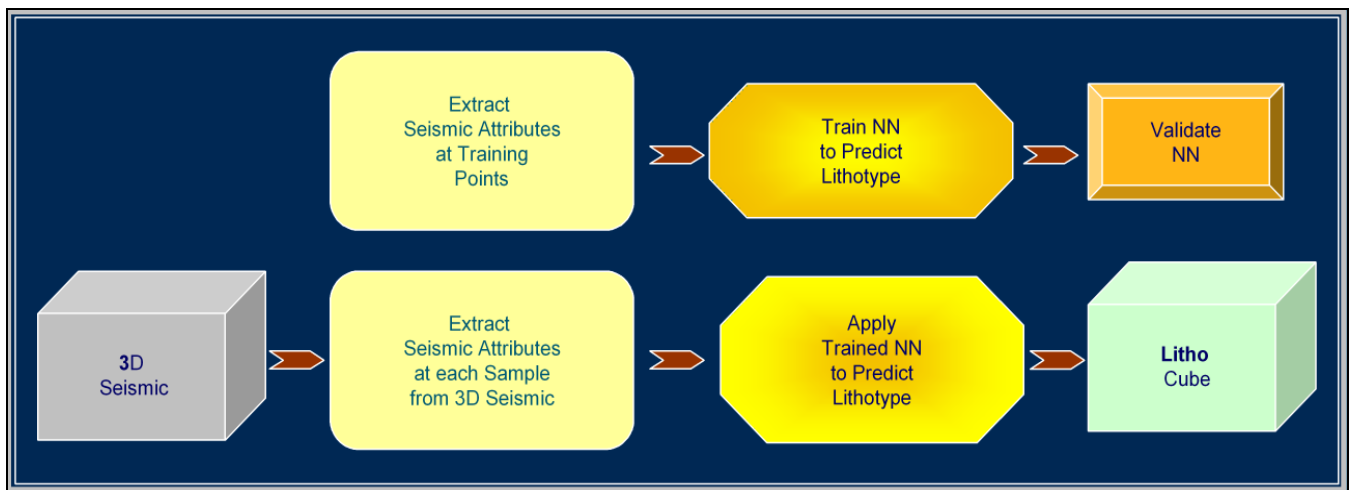 Extract
Seismic Attributes
at Training
Points
Train NN
to Predict
Lithotype
Validate
NN
3D
Seismic
Extract
Seismic Attributes
at each Sample
from 3D Seismic
Apply
Trained NN
to Predict
Lithotype
Litho
Cube